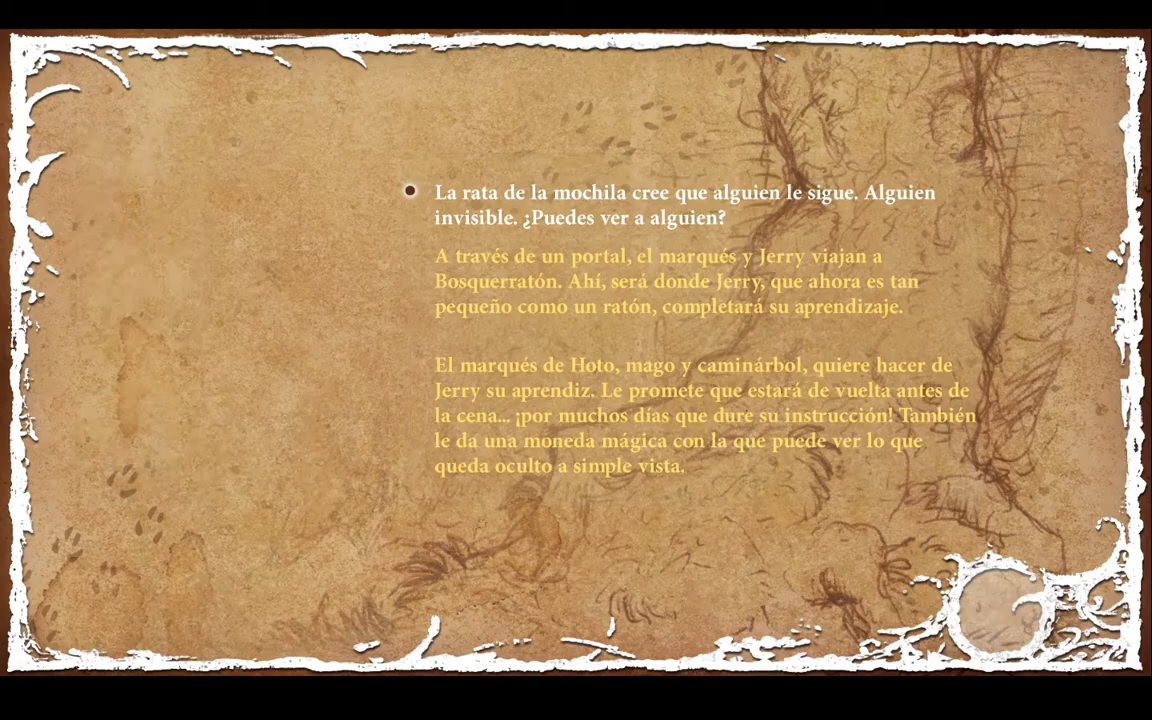 La rata de la mochila cree que alguien le sigue. Alguien
invisible. ¿Puedes ver a alguien?
A través de un portal, el marqués y Jerry viajan a
Bosquerratón. Ahí, será donde Jerry, que ahora es tan
pequeño como un ratón, completará su aprendizaje.
El marqués de Hoto, mago y caminárbol, quiere hacer de
Jerry su aprendiz. Le promete que estará de vuelta antes de
la cena... ¡por muchos días que dure su instrucción! También
le da una moneda mágica con la que puede ver lo que
queda oculto a simple vista.